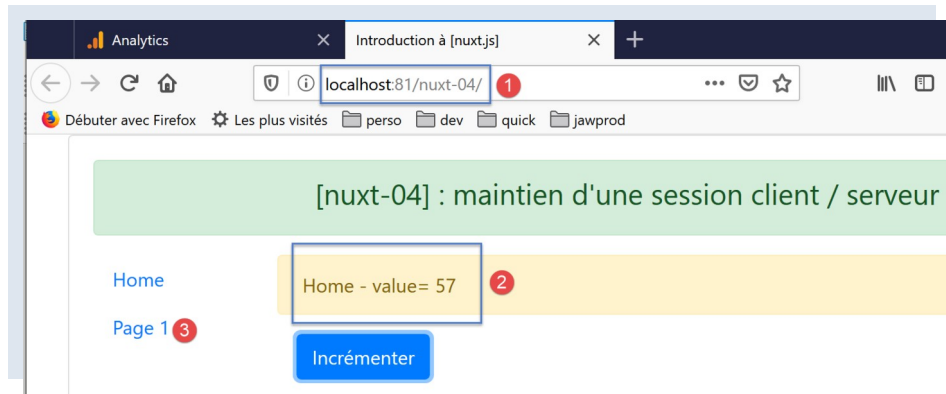 Analytics
Introduction à [nuxt.js]
localhost:81/nuxt-04/ 1
Débuter avec Firefox Les plus visités perso dev quick jawprod
[nuxt-04] : maintien d'une session client / serveur
Home
Home - value= 57 2
Page 1 3
Incrémenter